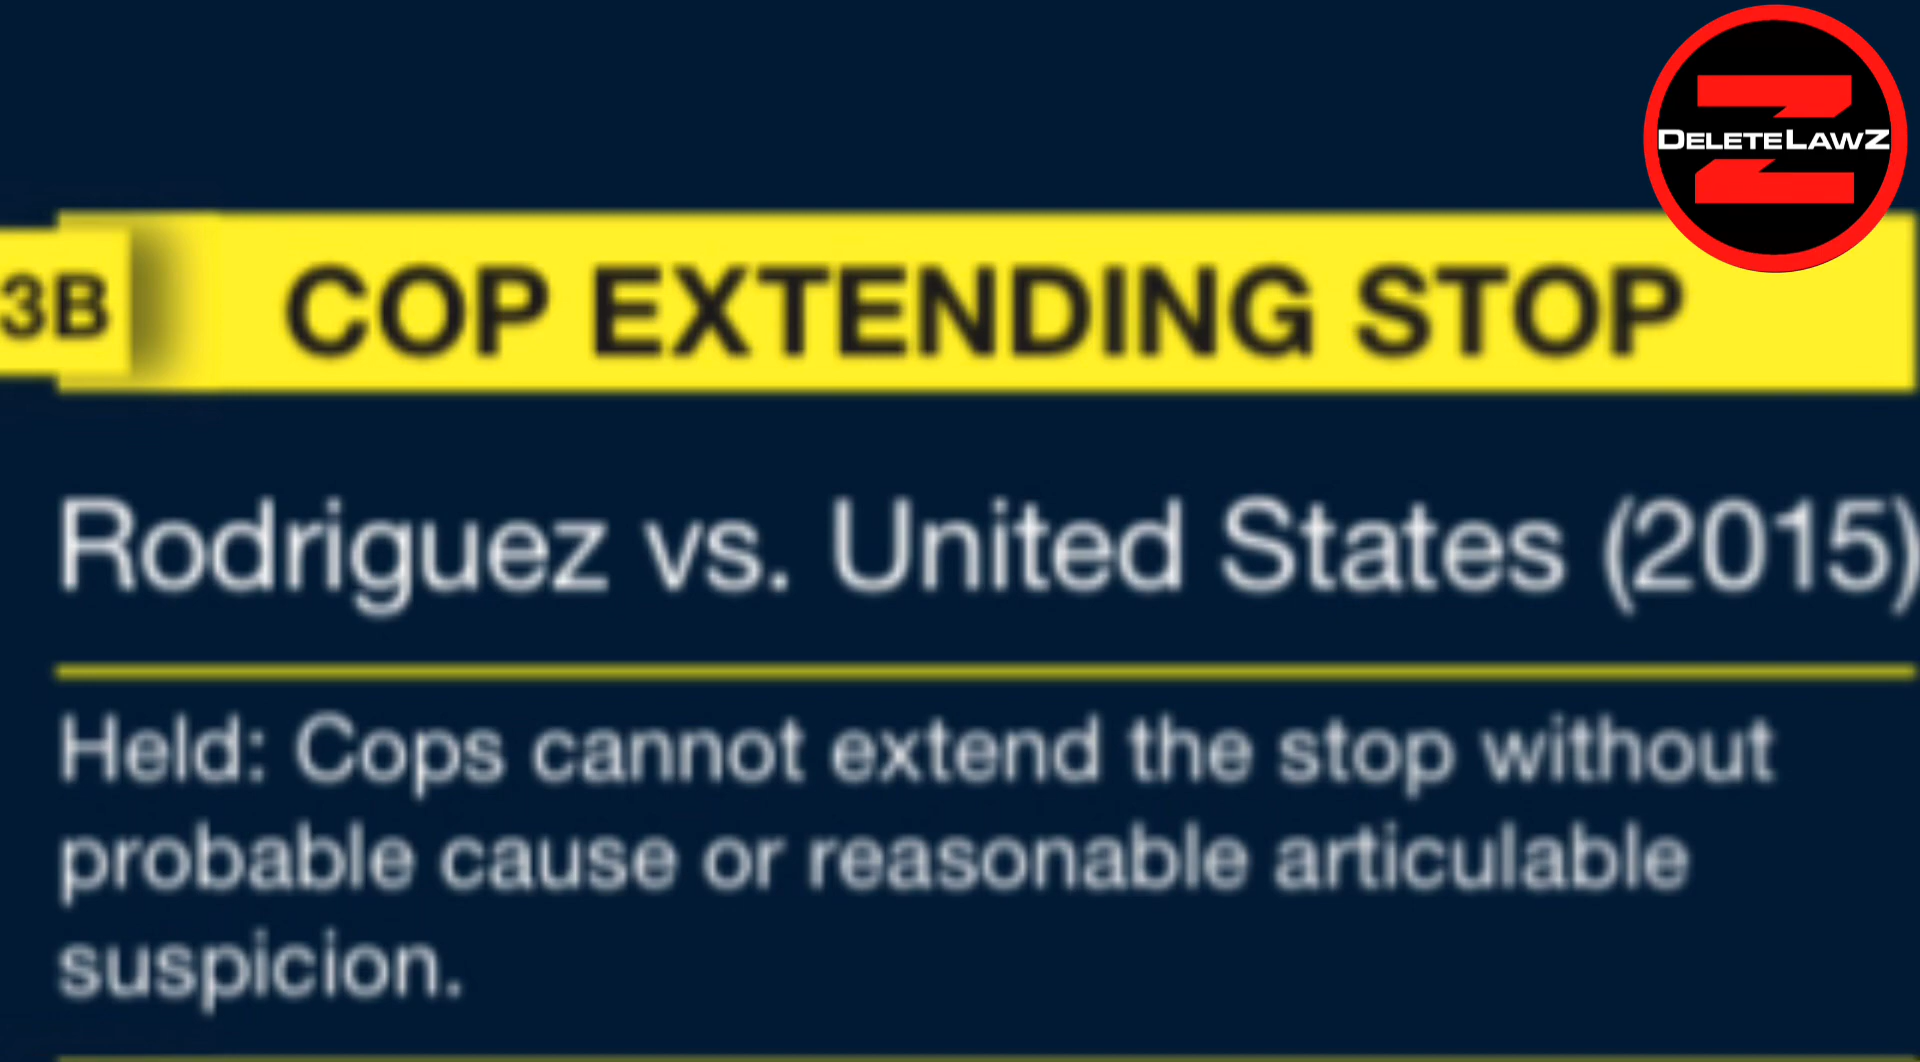 DELETELAWZ
3B
COP EXTENDING STOP
Rodriguez vs. United States (2015)
Held: Cops cannot extend the stop without
probable cause or reasonable articulable
suspicion.